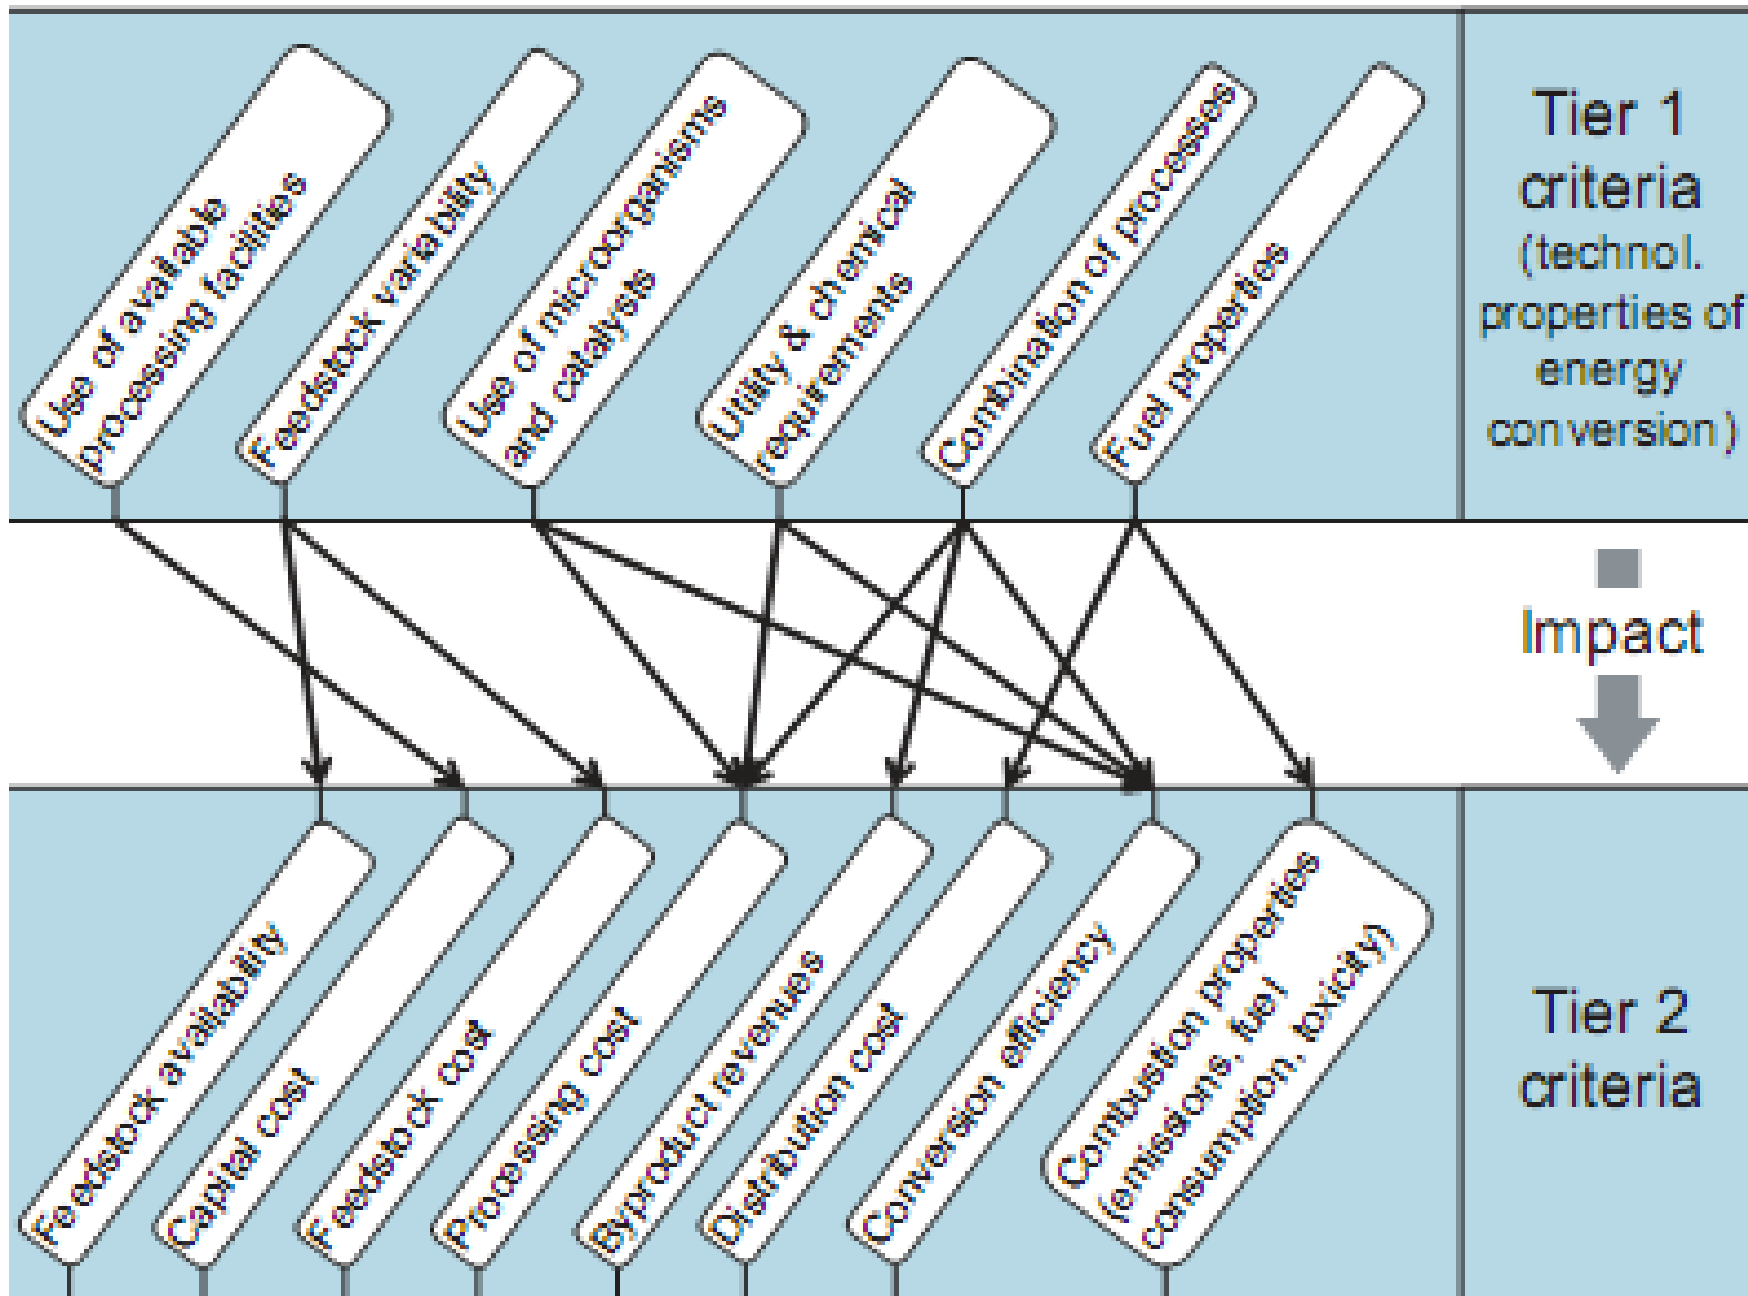 Use of available
processing facilities
Feedstock variability
Use of microorganisms
and catalysts
Utility & chemical
requirements
Combination of processes
Fuel properties
Tier 1
criteria
(technol.
properties of
energy
conversion)
Impact
Feedstock availability
Capital cost
Feedstock cost
Processing cost
Byproduct revenues
Distribution cost
Conversion efficiency
Combustion properties
(emissions, fuel
consumption, toxicity)
Tier 2
criteria